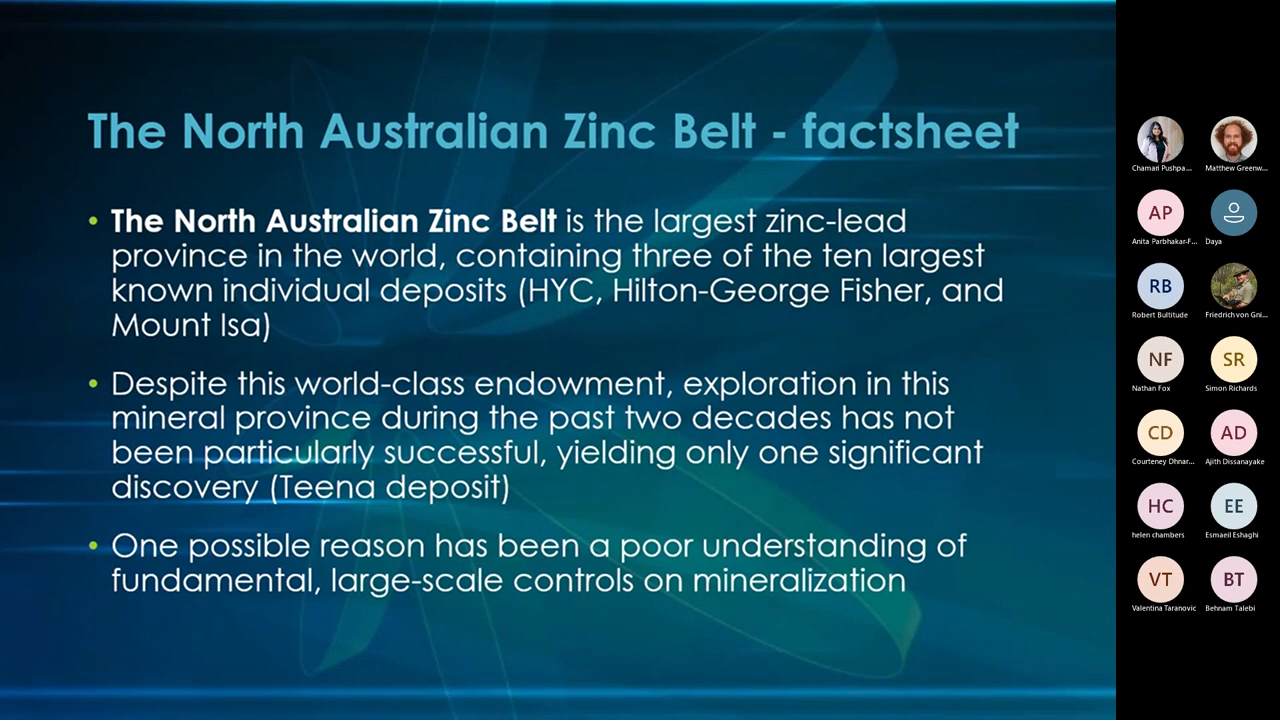 The North Australian Zinc Belt - factsheet
• The North Australian Zinc Belt is the largest zinc-lead
province in the world, containing three of the ten largest
known individual deposits (HYC, Hilton-George Fisher, and
Mount Isa)
• Despite this world-class endowment, exploration in this
mineral province during the past two decades has not
been particularly successful, yielding only one significant
discovery (Teena deposit)
• One possible reason has been a poor understanding of
fundamental, large-scale controls on mineralization
Chamari Pushpa...
Matthew Greenw...
AP
Anita Parbhakar-F...
Daya
RB
Robert Bultitude
Friedrich von Gni...
NF
Nathan Fox
SR
Simon Richards
CD
Courteney Dhnar...
AD
Ajith Dissanayake
HC
helen chambers
EE
Esmaeil Eshaghi
VT
Valentina Taranovic
BT
Behnam Talebi